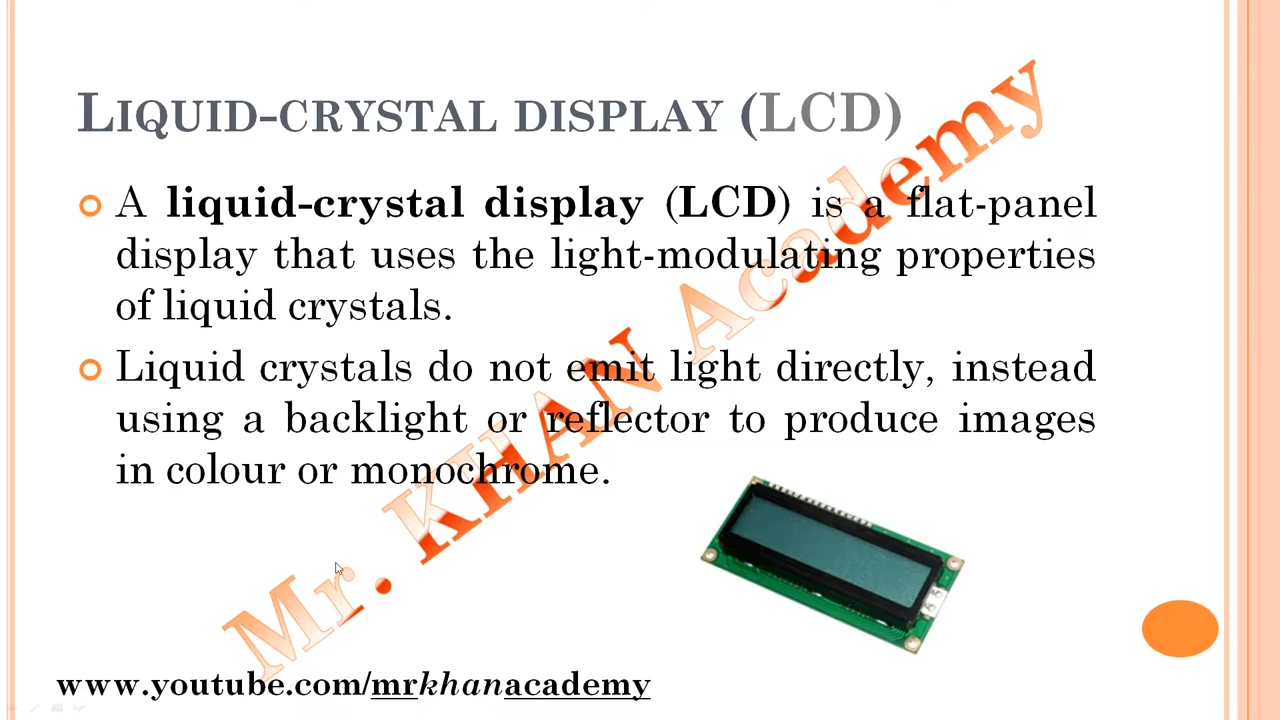 LIQUID-CRYSTAL DISPLAY (LCD)
A liquid-crystal display (LCD) is a flat-panel
display that uses the light-modulating properties
of liquid crystals.
Liquid crystals do not emit light directly, instead
using a backlight or reflector to produce images
in colour or monochrome.
Mr. KHAN Academy
www.youtube.com/mrkhanacademy